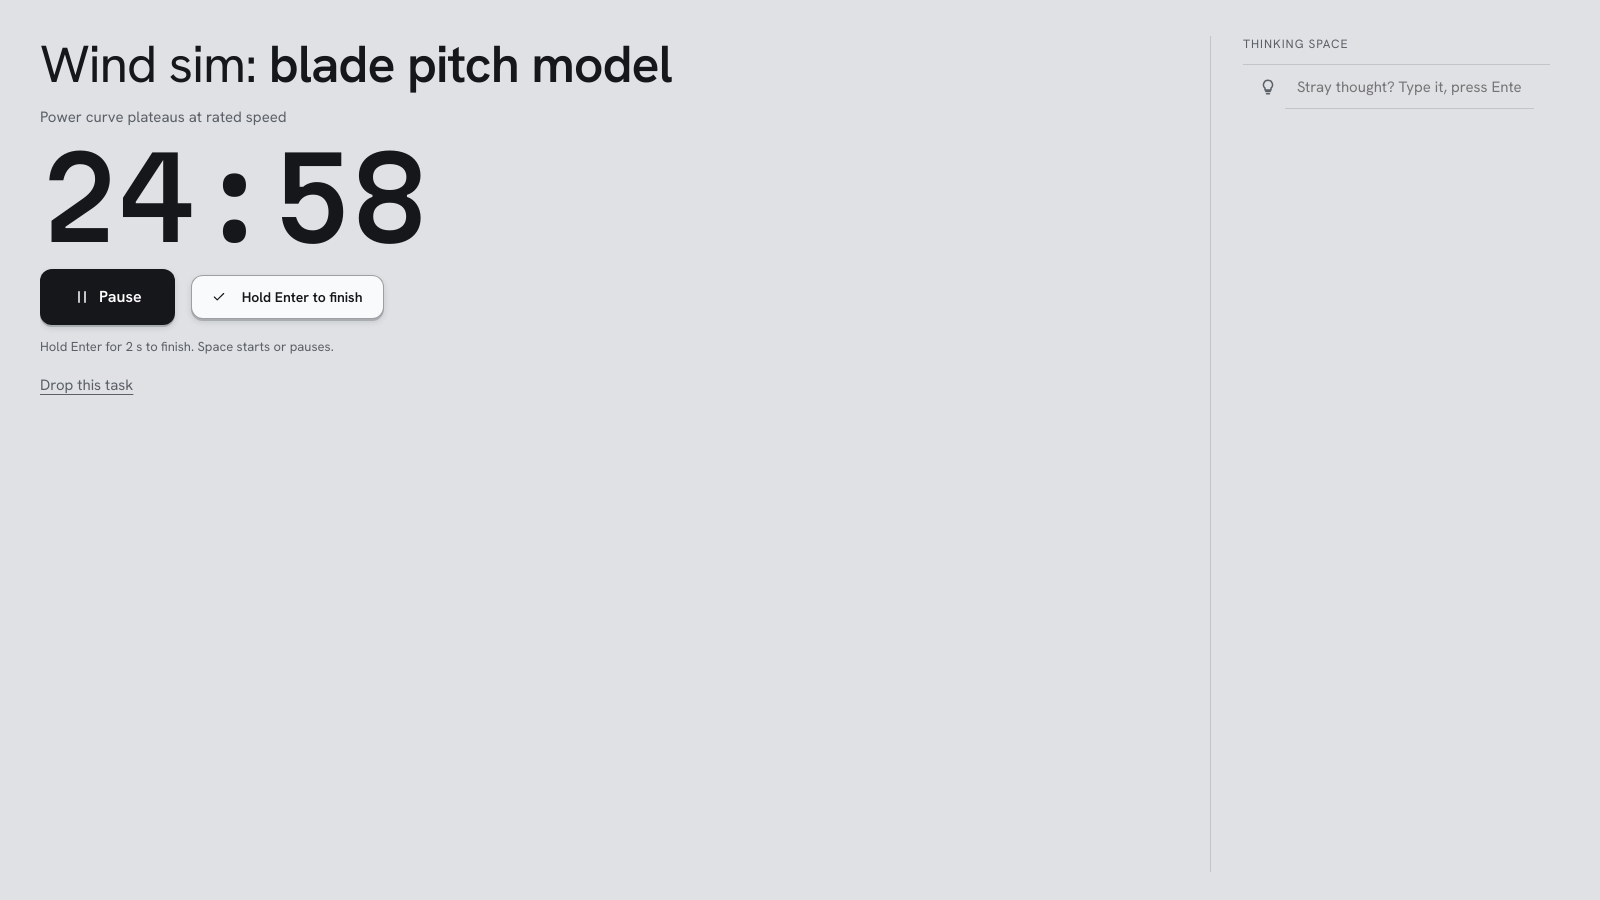 Wind sim: blade pitch model
Power curve plateaus at rated speed
24:58
Pause
Hold Enter to finish
Hold Enter for 2 s to finish. Space starts or pauses.
Drop this task
THINKING SPACE
Stray thought? Type it, press Ente